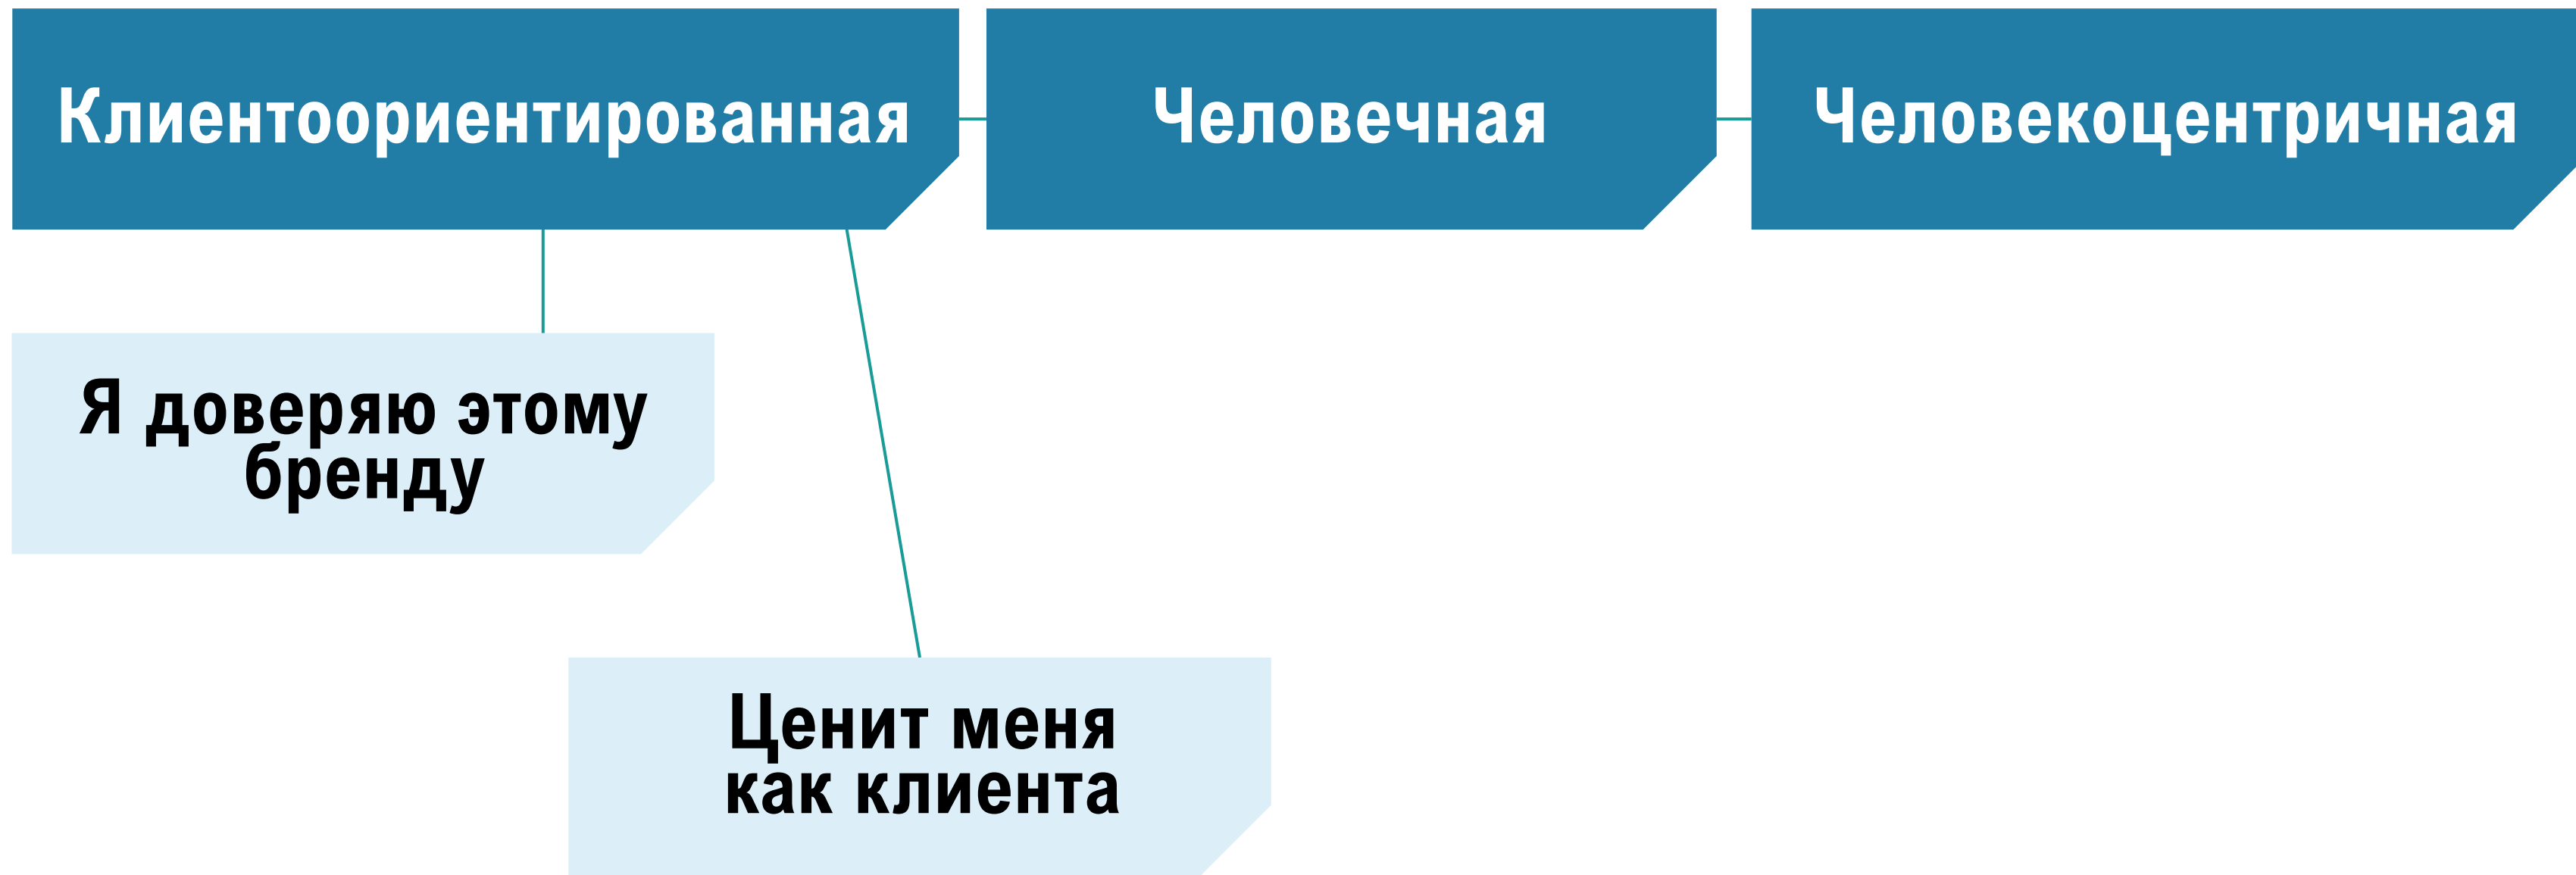 Клиентоориентированная
Человечная
Человекоцентричная
Я доверяю этому
бренду
Ценит меня
как клиента